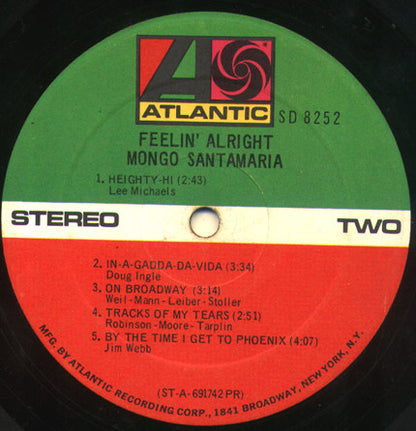 ATLANTIC
SD 8252
FEELIN' ALRIGHT
MONGO SANTAMARIA
1. HEIGHTY-HI (2:43)
Lee Michaels
STEREO
TWO
2. IN-A-GADDA-DA-VIDA (3:34)
Doug Ingle
3. ON BROADWAY (3:14)
Weil-Mann-Leiber-Stoller
4. TRACKS OF MY TEARS (2:51)
Robinson-Moore-Tarplin
5. BY THE TIME I GET TO PHOENIX (4:07)
Jim Webb
(ST-A-691742 PR)
MFG. BY ATLANTIC RECORDING CORP., 1841 BROADWAY, NEW YORK, N.Y.